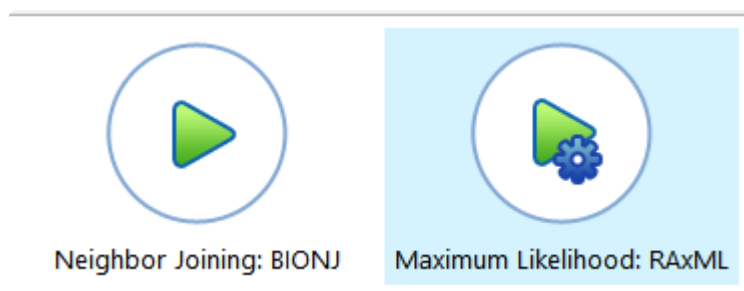 Neighbor Joining: BIONJ
Maximum Likelihood: RAxML